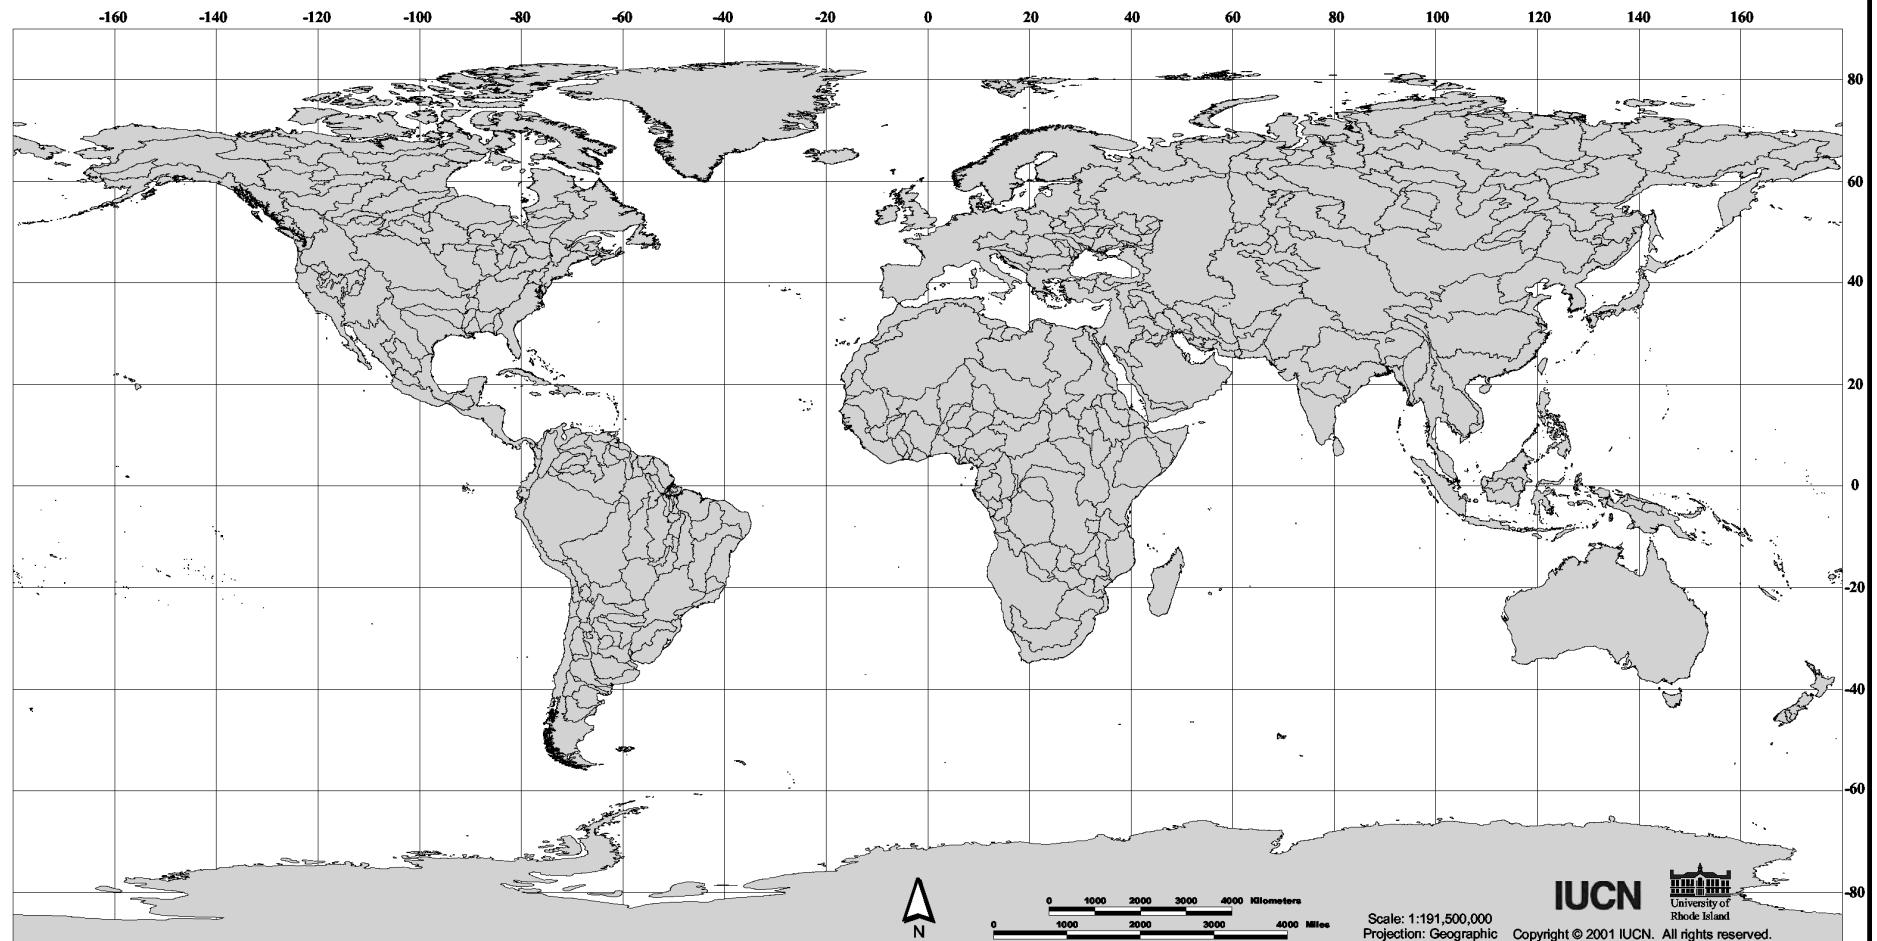 -160 -140 -120 -100 -80 -60 -40 -20 0 20 40 60 80 100 120 140 160
80
60
40
20
0
-20
-40
-60
-80
N
0 1000 2000 3000 4000 Kilometers
0 1000 2000 3000 4000 Miles
IUCN
University of
Rhode Island
Scale: 1:191,500,000
Projection: Geographic Copyright © 2001 IUCN. All rights reserved.